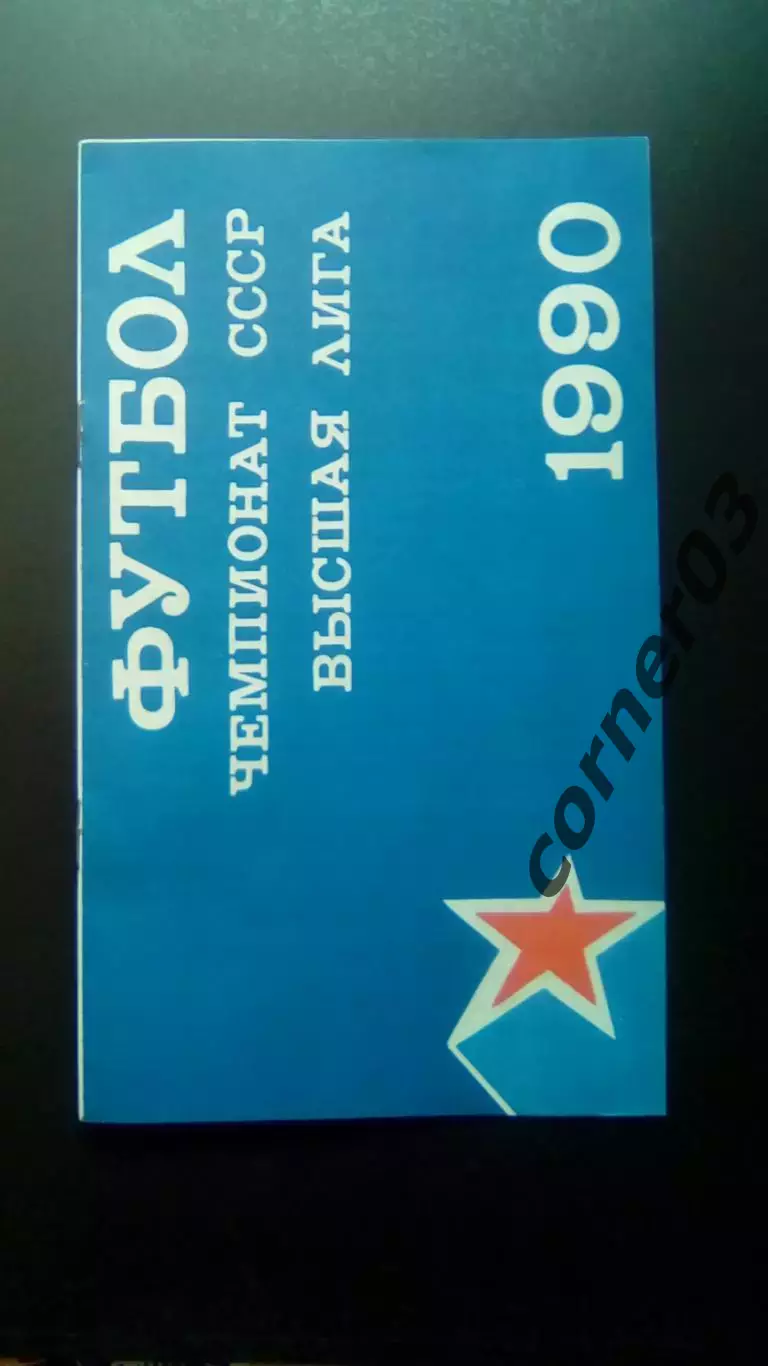 ФУТБОЛ
ЧЕМПИОНАТ СССР
ВЫСШАЯ ЛИГА
1990
corner03